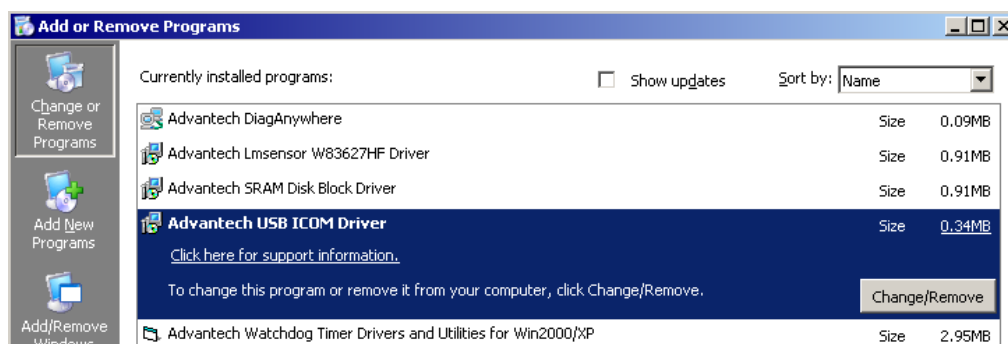 Add or Remove Programs
Change or
Remove
Programs
Add New
Programs
Add/Remove
Windows
Currently installed programs:
Show updates
Sort by: Name
Advantech DiagAnywhere Size 0.09MB
Advantech Lmsensor W83627HF Driver Size 0.91MB
Advantech SRAM Disk Block Driver Size 0.91MB
Advantech USB ICOM Driver Size 0.34MB
Click here for support information.
To change this program or remove it from your computer, click Change/Remove.
Change/Remove
Advantech Watchdog Timer Drivers and Utilities for Win2000/XP Size 2.95MB